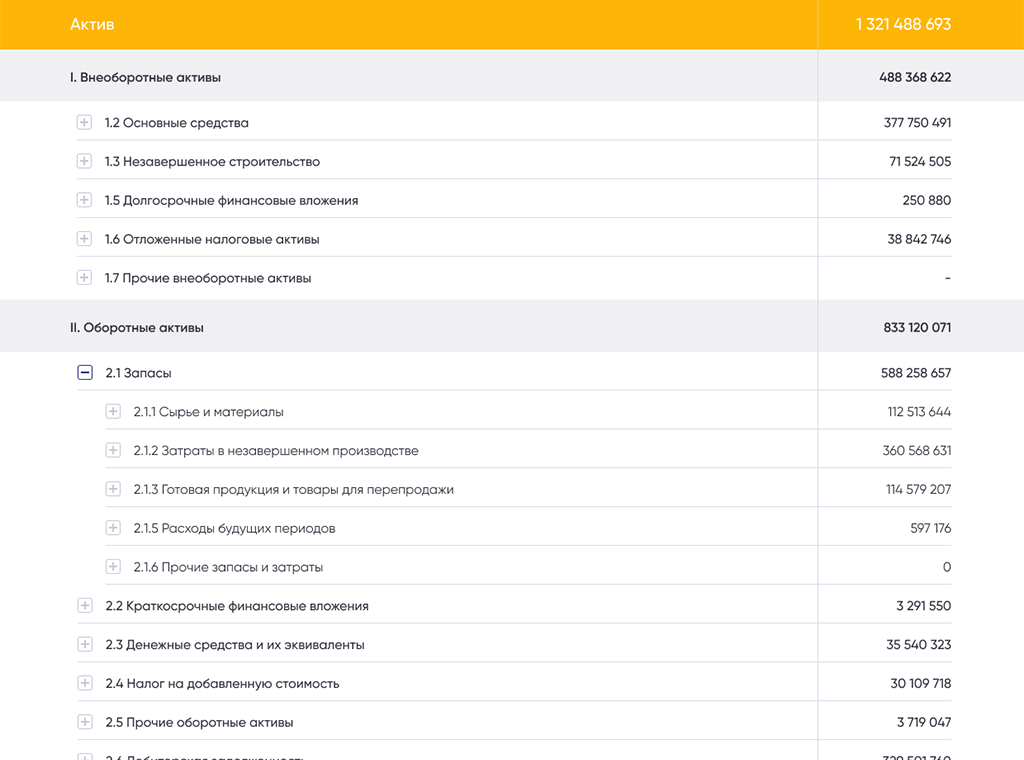 Актив 1 321 488 693
I. Внеоборотные активы 488 368 622
1.2 Основные средства 377 750 491
1.3 Незавершенное строительство 71 524 505
1.5 Долгосрочные финансовые вложения 250 880
1.6 Отложенные налоговые активы 38 842 746
1.7 Прочие внеоборотные активы -
II. Оборотные активы 833 120 071
2.1 Запасы 588 258 657
2.1.1 Сырье и материалы 112 513 644
2.1.2 Затраты в незавершенном производстве 360 568 631
2.1.3 Готовая продукция и товары для перепродажи 114 579 207
2.1.5 Расходы будущих периодов 597 176
2.1.6 Прочие запасы и затраты 0
2.2 Краткосрочные финансовые вложения 3 291 550
2.3 Денежные средства и их эквиваленты 35 540 323
2.4 Налог на добавленную стоимость 30 109 718
2.5 Прочие оборотные активы 3 719 047
2.6 Дебиторская задолженность